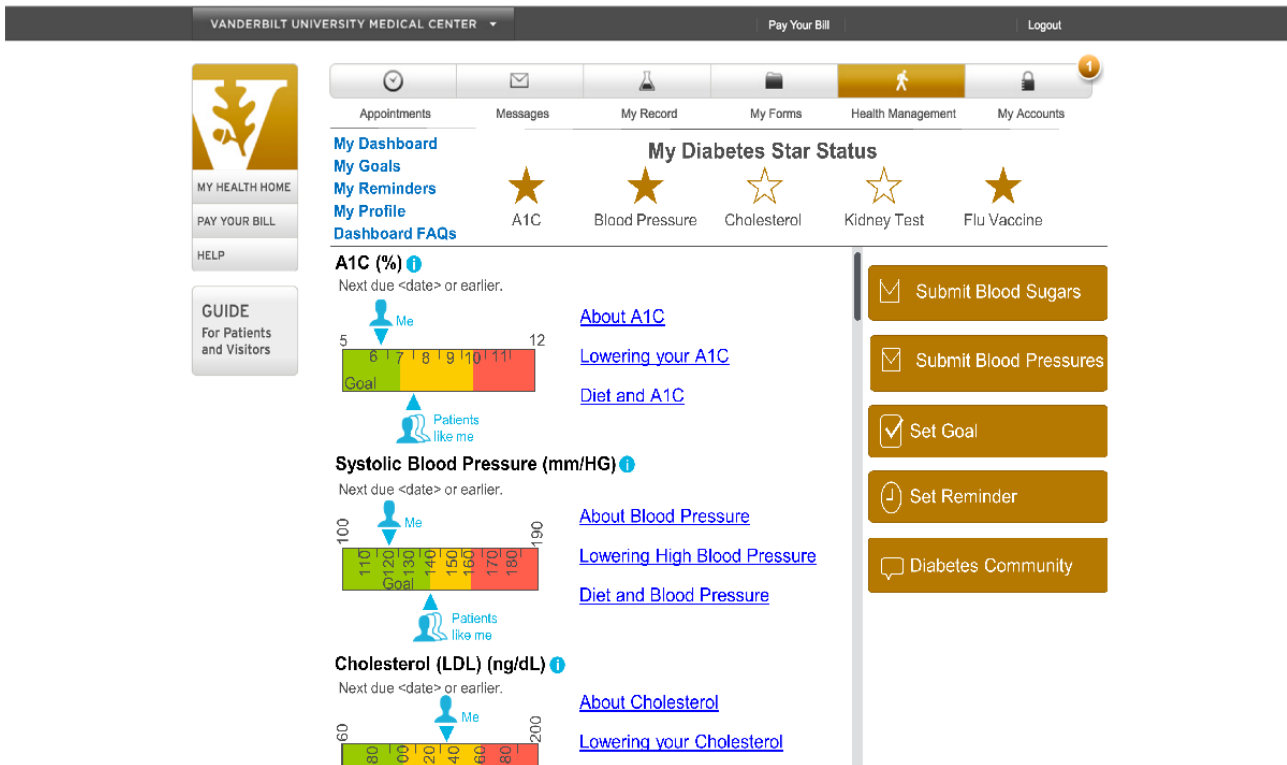 VANDERBILT UNIVERSITY MEDICAL CENTER
Pay Your Bill
Logout
1
Appointments
Messages
My Record
My Forms
Health Management
My Accounts
V
MY HEALTH HOME
PAY YOUR BILL
HELP
GUIDE
For Patients
and Visitors
My Dashboard
My Goals
My Reminders
My Profile
Dashboard FAQs
My Diabetes Star Status
A1C
Blood Pressure
Cholesterol
Kidney Test
Flu Vaccine
A1C (%) i
Next due <date> or earlier.
Me
5 12
6 7 8 9 10 11
Goal
Patients
like me
About A1C
Lowering your A1C
Diet and A1C
Systolic Blood Pressure (mm/HG) i
Next due <date> or earlier.
Me
100 190
110 120 130 140 150 160 170 180
Goal
Patients
like me
About Blood Pressure
Lowering High Blood Pressure
Diet and Blood Pressure
Cholesterol (LDL) (ng/dL) i
Next due <date> or earlier.
Me
60 200
80
About Cholesterol
Lowering your Cholesterol
Submit Blood Sugars
Submit Blood Pressures
Set Goal
Set Reminder
Diabetes Community